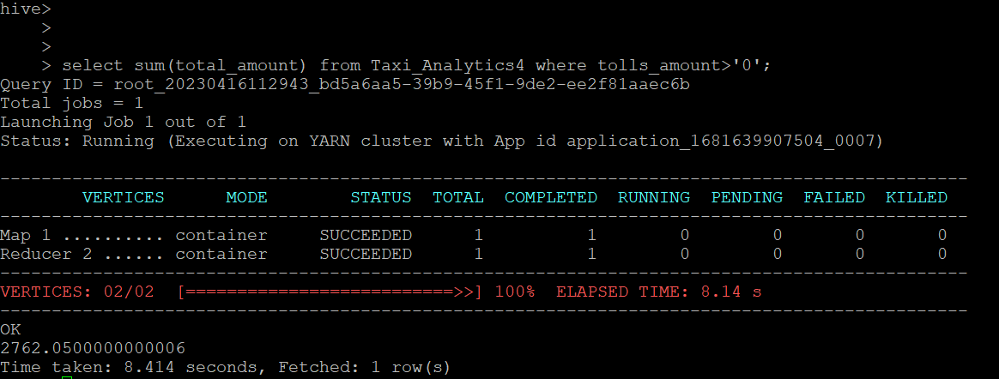 hive>
    >
    >
    > select sum(total_amount) from Taxi_Analytics4 where tolls_amount>'0';
Query ID = root_20230416112943_bd5a6aa5-39b9-45f1-9de2-ee2f81aaec6b
Total jobs = 1
Launching Job 1 out of 1
Status: Running (Executing on YARN cluster with App id application_1681639907504_0007)

----------------------------------------------------------------------------------------------
        VERTICES      MODE        STATUS  TOTAL  COMPLETED  RUNNING  PENDING  FAILED  KILLED
----------------------------------------------------------------------------------------------
Map 1 .......... container     SUCCEEDED      1          1        0        0       0       0
Reducer 2 ...... container     SUCCEEDED      1          1        0        0       0       0
----------------------------------------------------------------------------------------------
VERTICES: 02/02  [==========================>>] 100%  ELAPSED TIME: 8.14 s
----------------------------------------------------------------------------------------------
OK
2762.0500000000006
Time taken: 8.414 seconds, Fetched: 1 row(s)